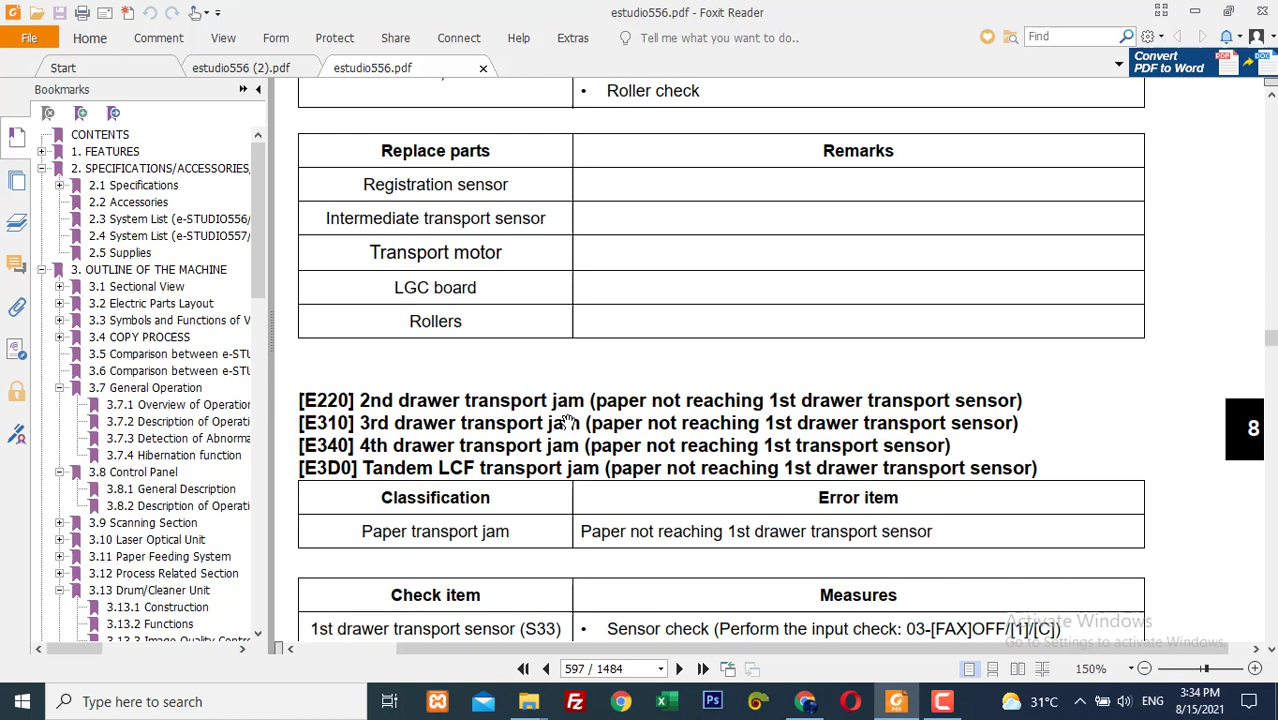 estudio556.pdf - Foxit Reader
File
Home
Comment
View
Form
Protect
Share
Connect
Help
Extras
Tell me what you want to do..
Find
Start
estudio556 (2).pdf
estudio556.pdf
Convert
PDF to Word
Bookmarks
CONTENTS
1. FEATURES
2. SPECIFICATIONS/ACCESSORIES,
2.1 Specifications
2.2 Accessories
2.3 System List (e-STUDIO556/
2.4 System List (e-STUDIO557/
2.5 Supplies
3. OUTLINE OF THE MACHINE
3.1 Sectional View
3.2 Electric Parts Layout
3.3 Symbols and Functions of V
3.4 COPY PROCESS
3.5 Comparison between e-STU
3.6 Comparison between e-STU
3.7 General Operation
3.7.1 Overview of Operation
3.7.2 Description of Operati
3.7.3 Detection of Abnorma
3.7.4 Hibernation function
3.8 Control Panel
3.8.1 General Description
3.8.2 Description of Operati
3.9 Scanning Section
3.10 Laser Optical Unit
3.11 Paper Feeding System
3.12 Process Related Section
3.13 Drum/Cleaner Unit
3.13.1 Construction
3.13.2 Functions
3.13.3 Image Quality Contr
• Roller check
Replace parts
Remarks
Registration sensor
Intermediate transport sensor
Transport motor
LGC board
Rollers
[E220] 2nd drawer transport jam (paper not reaching 1st drawer transport sensor)
[E310] 3rd drawer transport jam (paper not reaching 1st drawer transport sensor)
[E340] 4th drawer transport jam (paper not reaching 1st transport sensor)
[E3D0] Tandem LCF transport jam (paper not reaching 1st drawer transport sensor)
8
Classification
Error item
Paper transport jam
Paper not reaching 1st drawer transport sensor
Check item
Measures
1st drawer transport sensor (S33)
• Sensor check (Perform the input check: 03-[FAX]OFF/[1]/[C])
Activate Windows
Go to Settings to activate Windows.
597 / 1484
150%
Type here to search
31°C
ENG
3:34 PM
8/15/2021